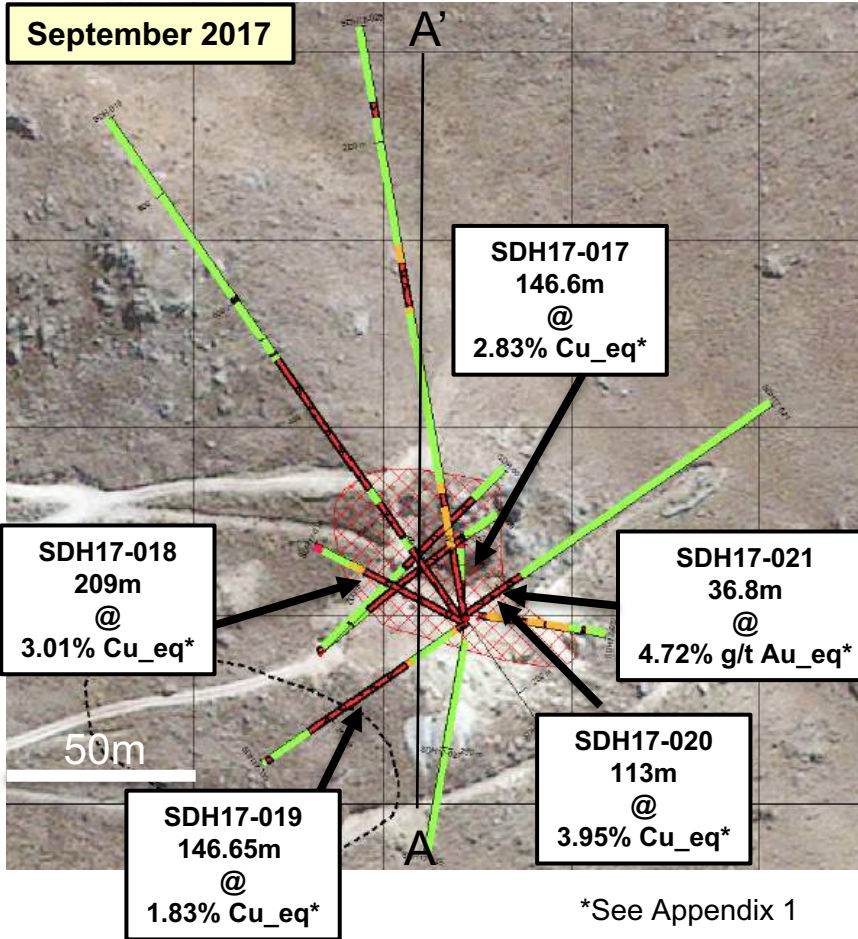 September 2017
A'
SDH17-017
146.6m
@
2.83% Cu_eq*
SDH17-018
209m
@
3.01% Cu_eq*
SDH17-021
36.8m
@
4.72% g/t Au_eq*
50m
SDH17-020
113m
@
3.95% Cu_eq*
SDH17-019
146.65m
@
1.83% Cu_eq*
A
*See Appendix 1